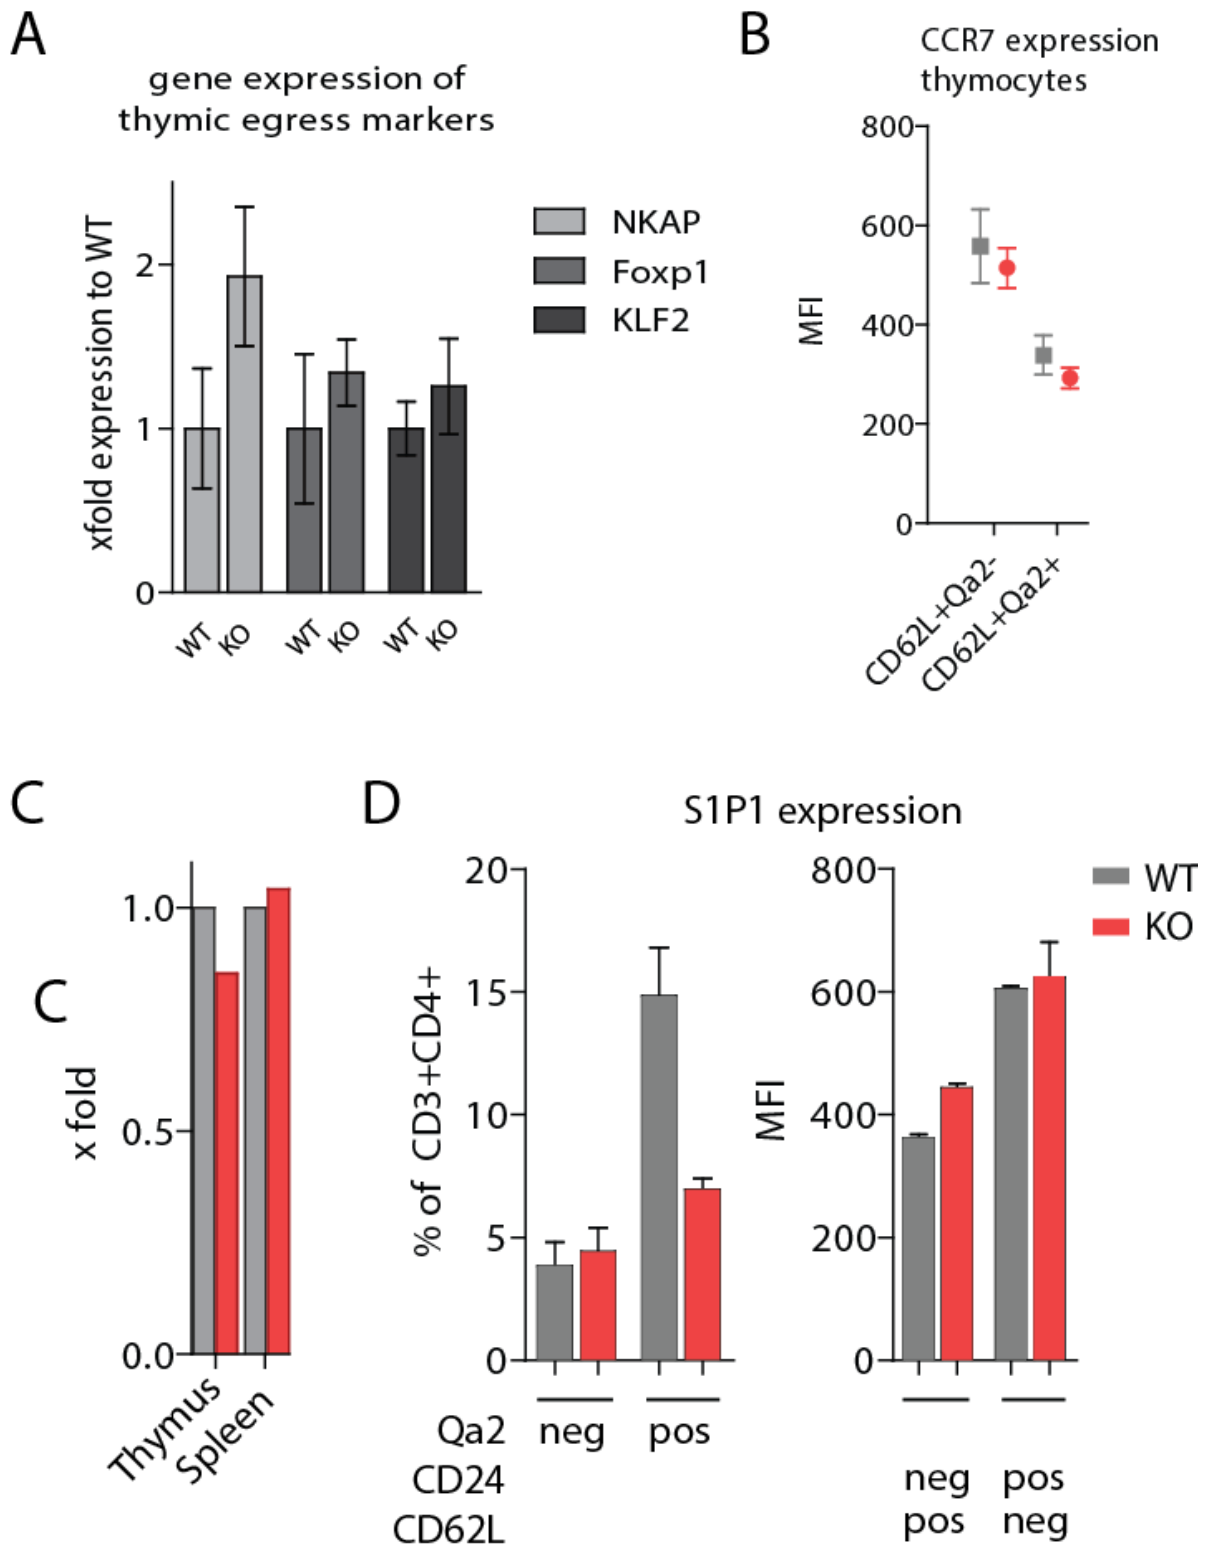 A
gene expression of
thymic egress markers
xfold expression to WT
2
1
0
WT
KO
WT
KO
WT
KO
NKAP
Foxp1
KLF2
B
CCR7 expression
thymocytes
MFI
800
600
400
200
0
CD62L+Qa2-
CD62L+Qa2+
C
C
x fold
1.0
0.5
0.0
Thymus
Spleen
D
S1P1 expression
% of CD3+CD4+
20
15
10
5
0
MFI
800
600
400
200
0
WT
KO
Qa2 neg pos
CD24 neg pos
CD62L pos neg